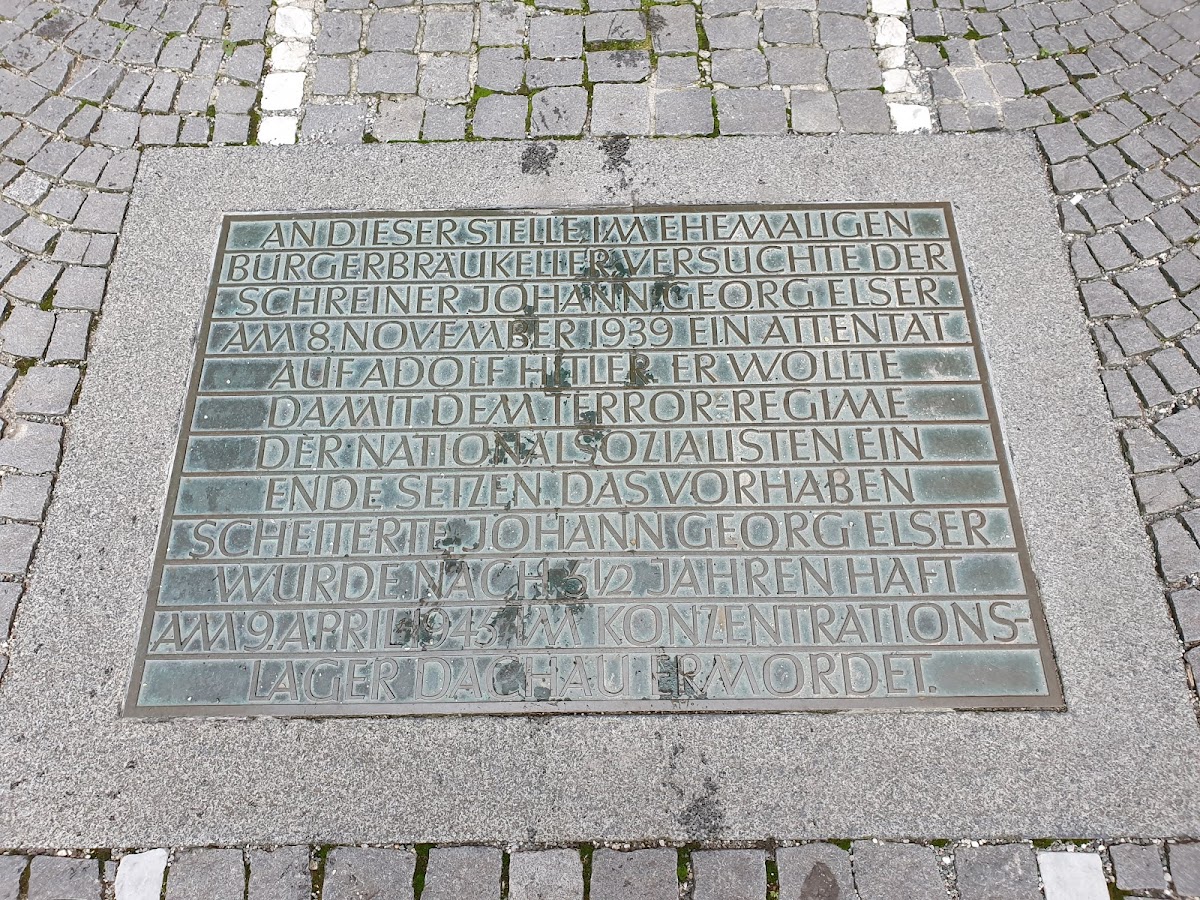 AN DIESER STELLE IM EHEMALIGEN
BÜRGERBRÄUKELLER VERSUCHTE DER
SCHREINER JOHANN GEORG ELSER
AM 8. NOVEMBER 1939 EIN ATTENTAT
AUF ADOLF HITLER. ER WOLLTE
DAMIT DEM TERROR-REGIME
DER NATIONALSOZIALISTEN EIN
ENDE SETZEN. DAS VORHABEN
SCHEITERTE. JOHANN GEORG ELSER
WURDE NACH 5 1/2 JAHREN HAFT
AM 9. APRIL 1945 IM KONZENTRATIONS-
LAGER DACHAU ERMORDET.